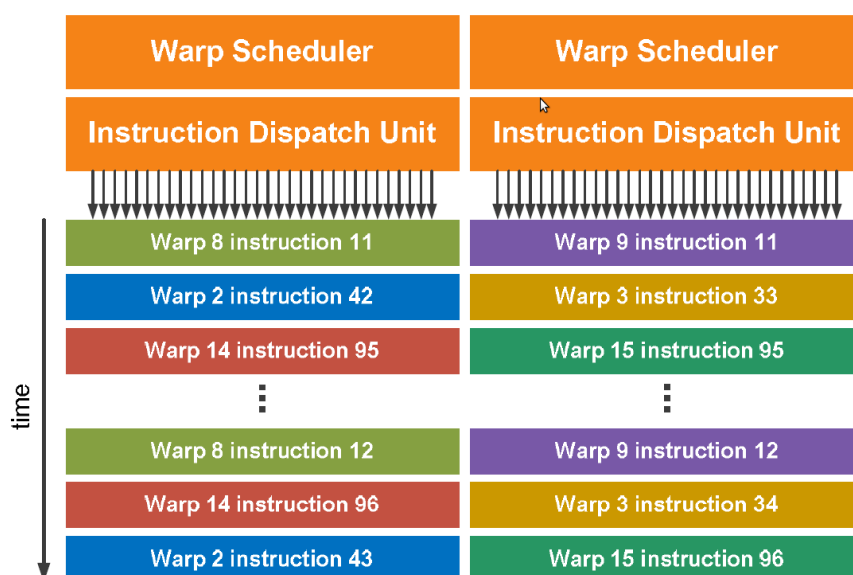 Warp Scheduler
Warp Scheduler
Instruction Dispatch Unit
Instruction Dispatch Unit
Warp 8 instruction 11
Warp 9 instruction 11
Warp 2 instruction 42
Warp 3 instruction 33
Warp 14 instruction 95
Warp 15 instruction 95
time
Warp 8 instruction 12
Warp 9 instruction 12
Warp 14 instruction 96
Warp 3 instruction 34
Warp 2 instruction 43
Warp 15 instruction 96